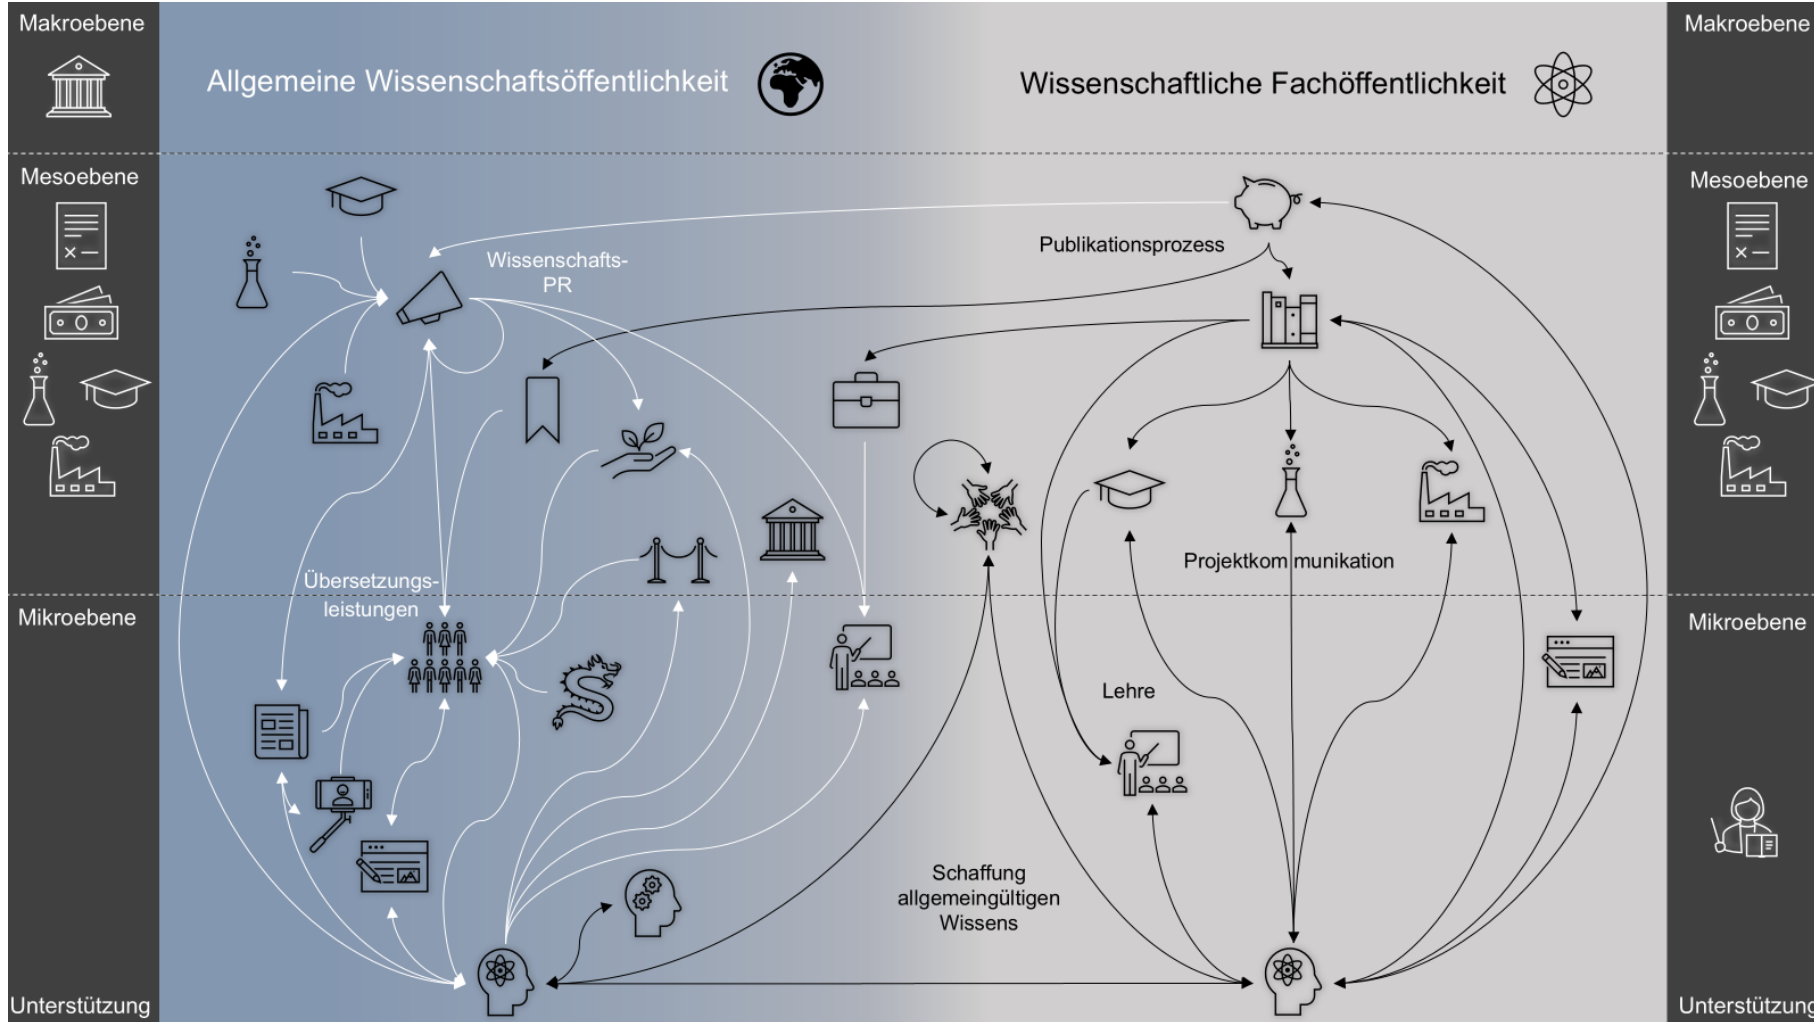 Makroebene
Allgemeine Wissenschaftsöffentlichkeit
Wissenschaftliche Fachöffentlichkeit
Makroebene
Mesoebene
Mesoebene
Wissenschafts-
PR
Publikationsprozess
Übersetzungs-
leistungen
Projektkom munikation
Mikroebene
Mikroebene
Lehre
Schaffung
allgemeingültigen
Wissens
Unterstützung
Unterstützung